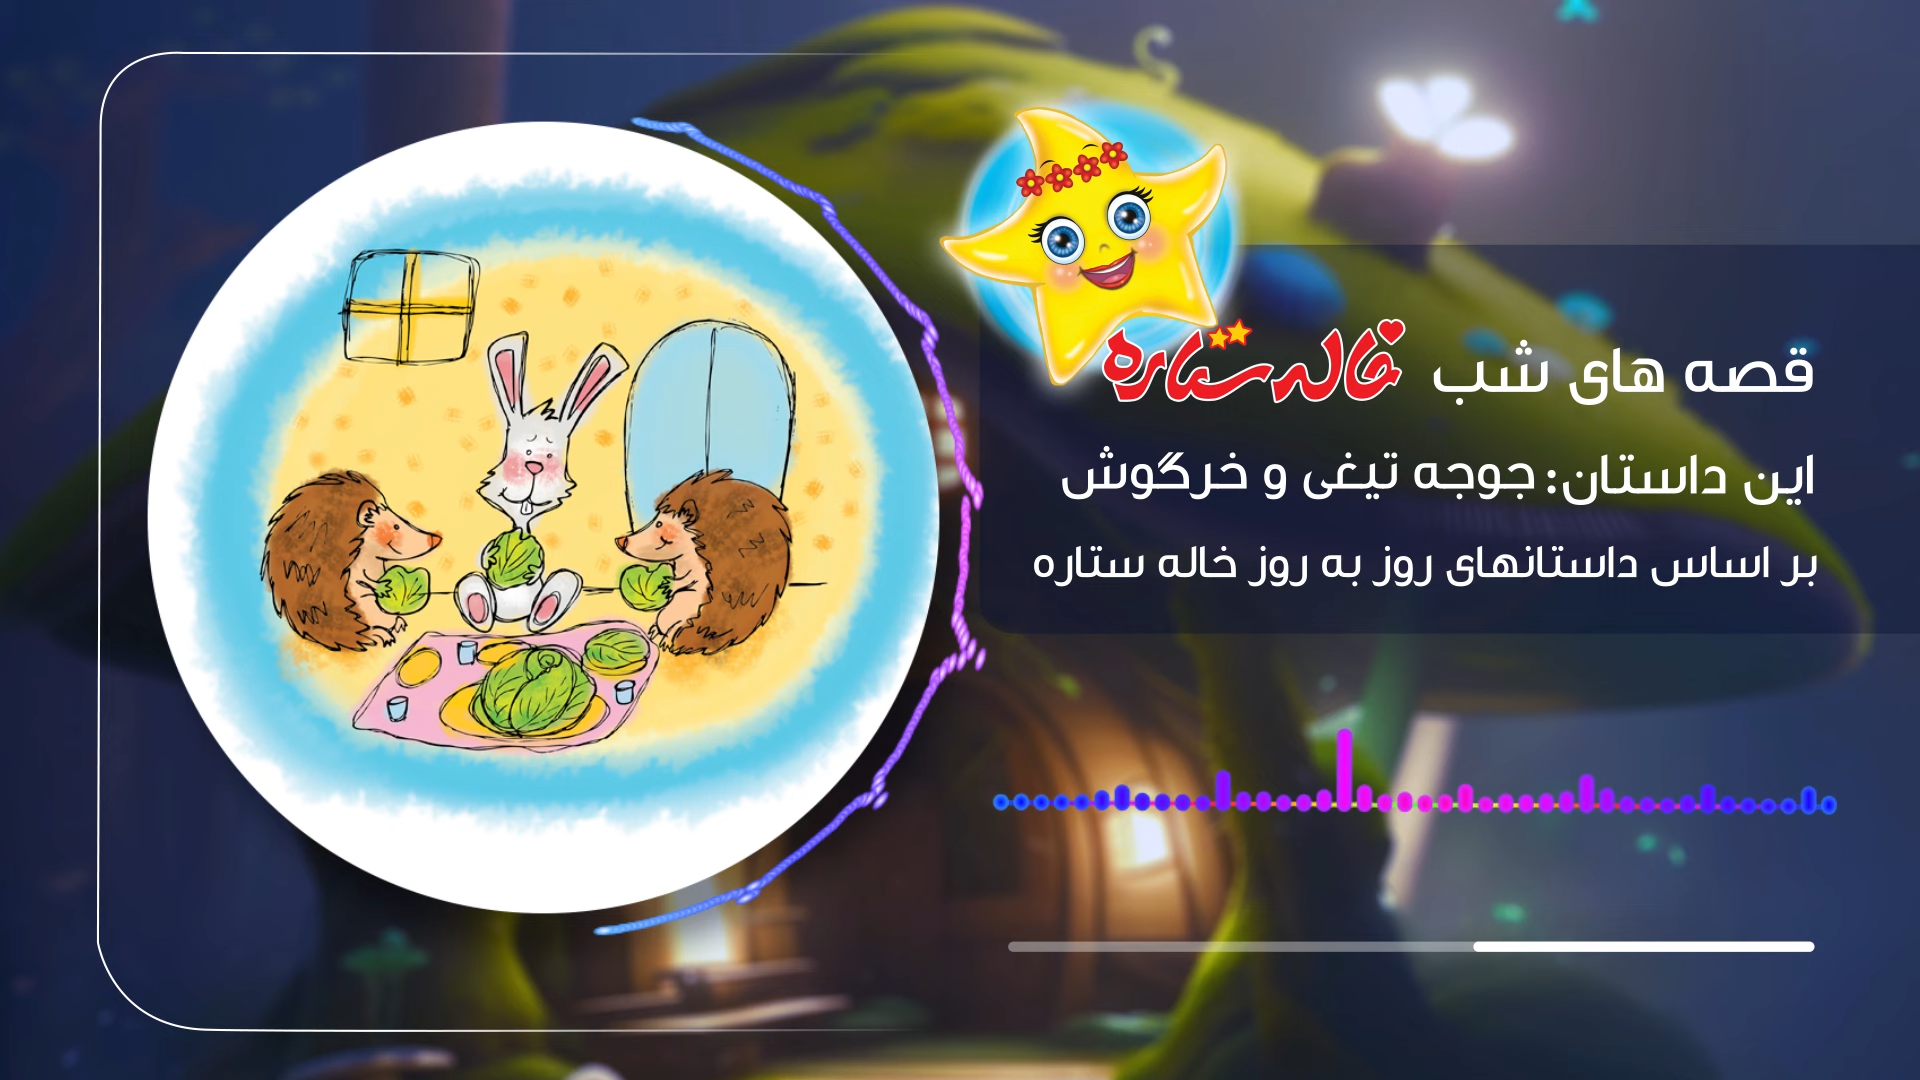 قصه های شب خاله ستاره
این داستان: جوجه تیغی و خرگوش
بر اساس داستانهای روز به روز خاله ستاره